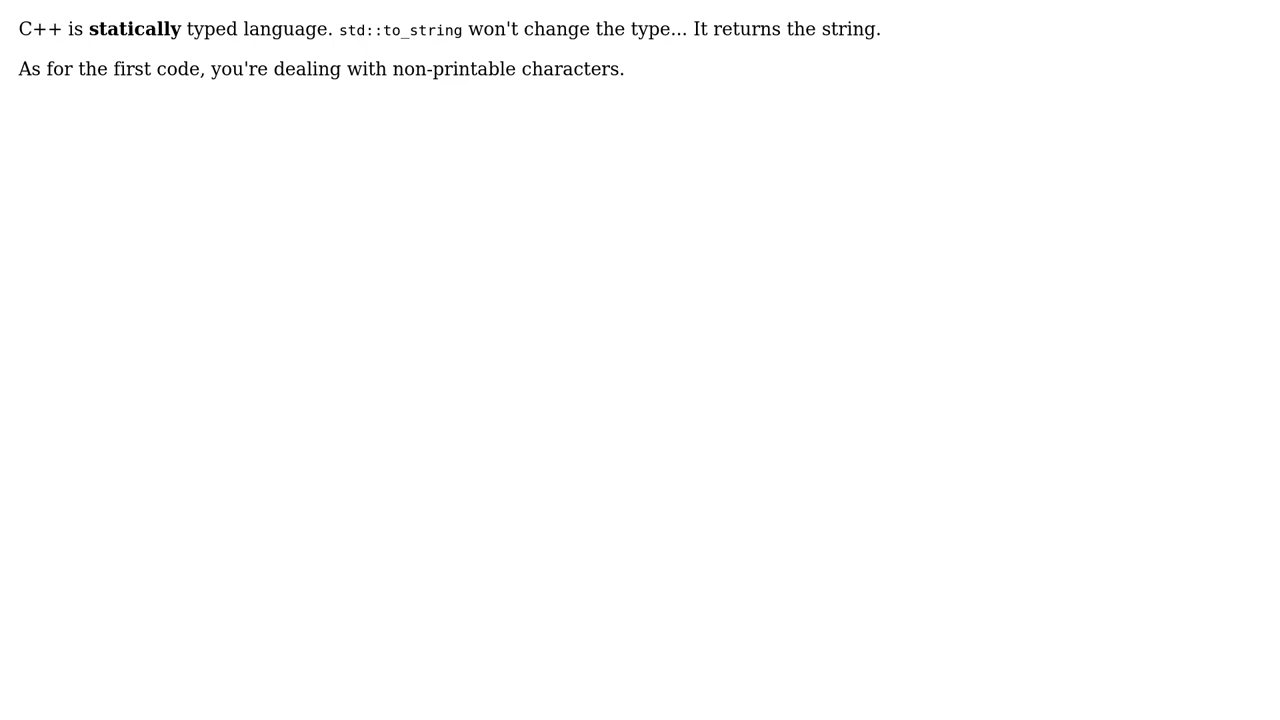 C++ is statically typed language. std::to_string won't change the type... It returns the string.
As for the first code, you're dealing with non-printable characters.